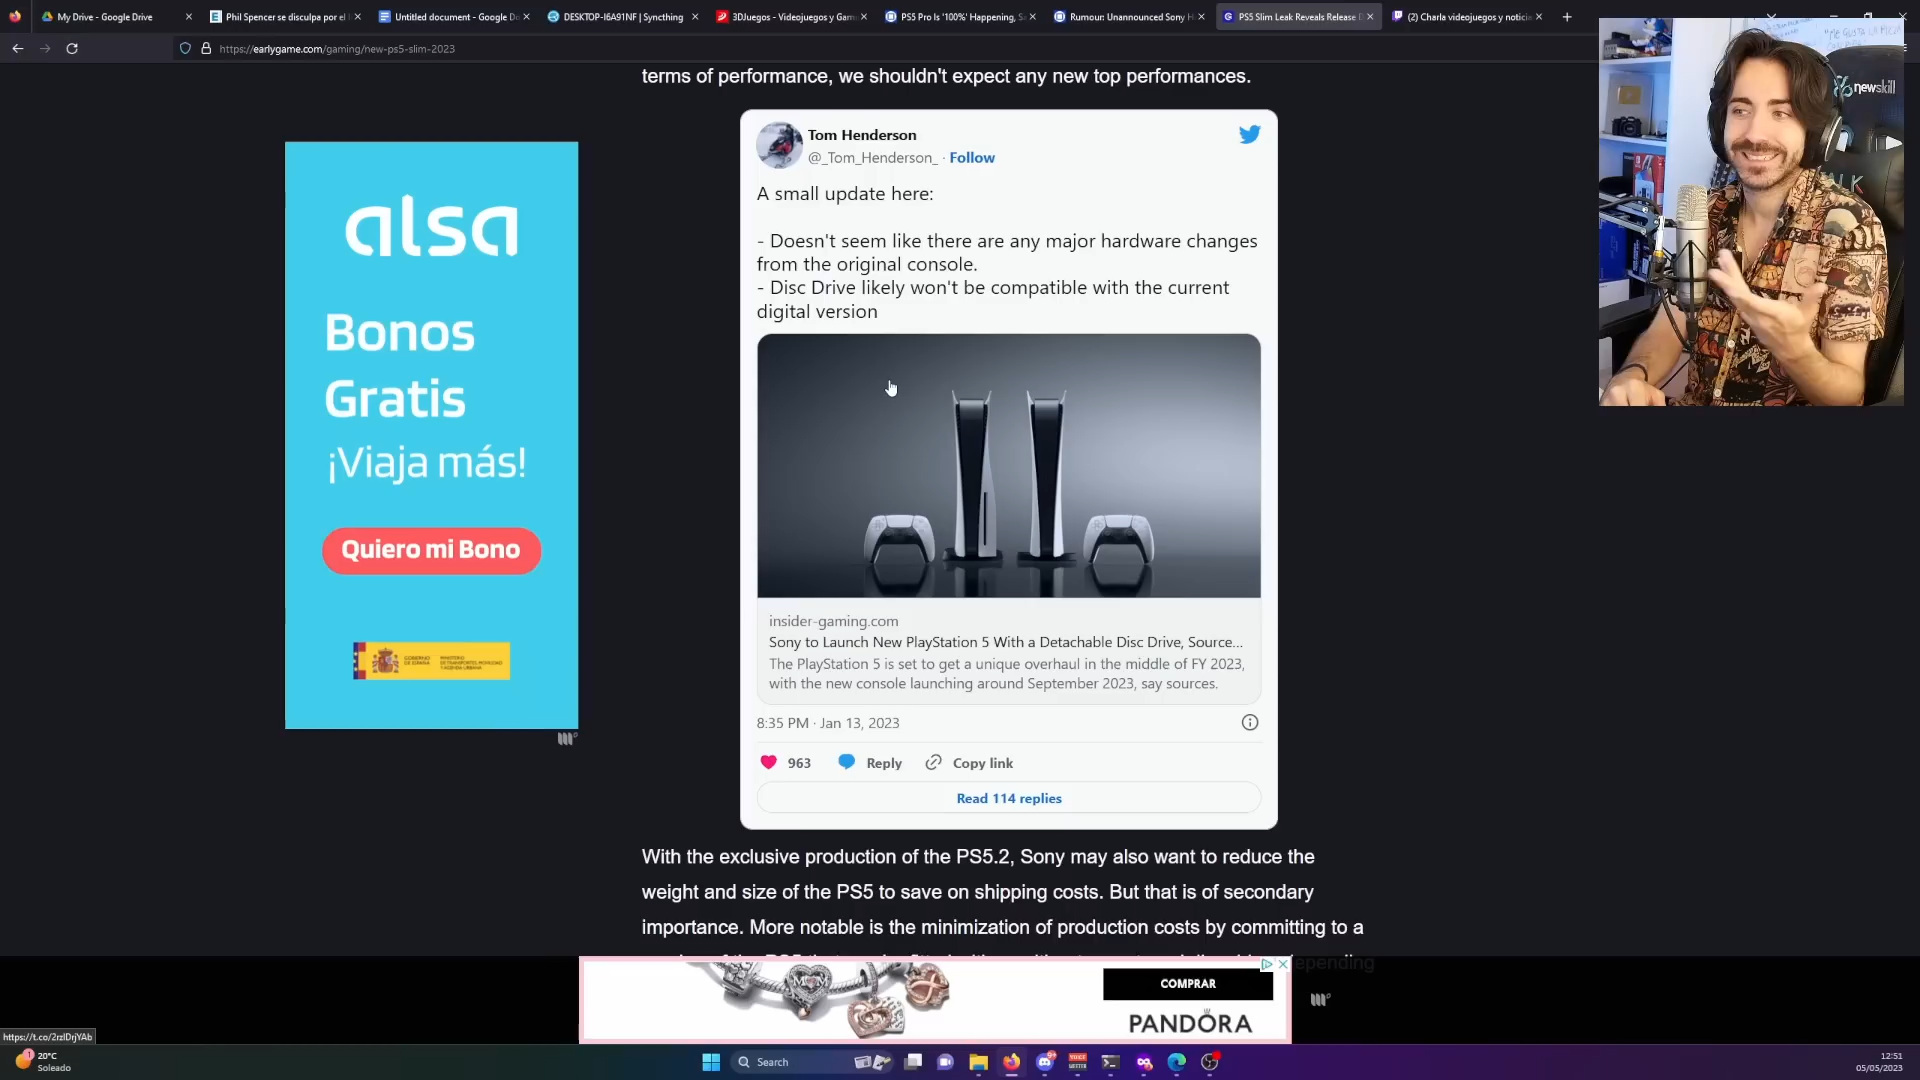 My Drive - Google Drive
Phil Spencer se disculpa por el l
Untitled document - Google Do
DESKTOP-I6A91NF | Syncthing
3DJuegos - Videojuegos y Gam
PS5 Pro Is '100%' Happening, S
Rumour: Unannounced Sony H
PS5 Slim Leak Reveals Release D
(2) Charla videojuegos y noticia
https://earlygame.com/gaming/new-ps5-slim-2023
newskill
terms of performance, we shouldn't expect any new top performances.
Tom Henderson
@_Tom_Henderson_ · Follow
A small update here:
- Doesn't seem like there are any major hardware changes
from the original console.
- Disc Drive likely won't be compatible with the current
digital version
insider-gaming.com
Sony to Launch New PlayStation 5 With a Detachable Disc Drive, Source...
The PlayStation 5 is set to get a unique overhaul in the middle of FY 2023,
with the new console launching around September 2023, say sources.
8:35 PM · Jan 13, 2023
963
Reply
Copy link
Read 114 replies
alsa
Bonos
Gratis
¡Viaja más!
Quiero mi Bono
GOBIERNO
DE ESPAÑA
With the exclusive production of the PS5.2, Sony may also want to reduce the
weight and size of the PS5 to save on shipping costs. But that is of secondary
importance. More notable is the minimization of production costs by committing to a
epending
COMPRAR
PANDORA
https://t.co/2rzlDrjYAb
20°C
Soleado
Search
12:51
05/05/2023